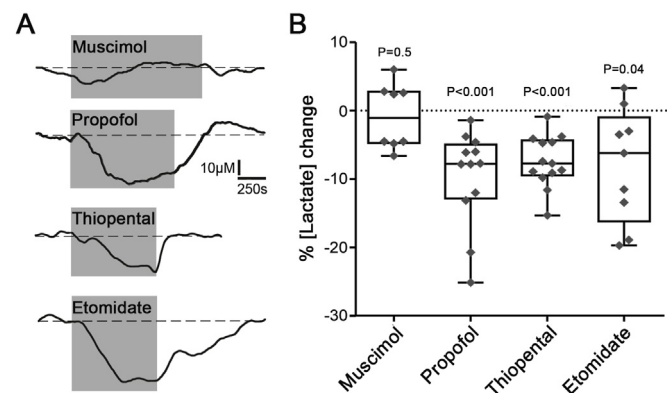 A
Muscimol
Propofol
10μM
250s
Thiopental
Etomidate
B
% [Lactate] change
10
0
-10
-20
-30
P=0.5
P<0.001
P<0.001
P=0.04
Muscimol
Propofol
Thiopental
Etomidate